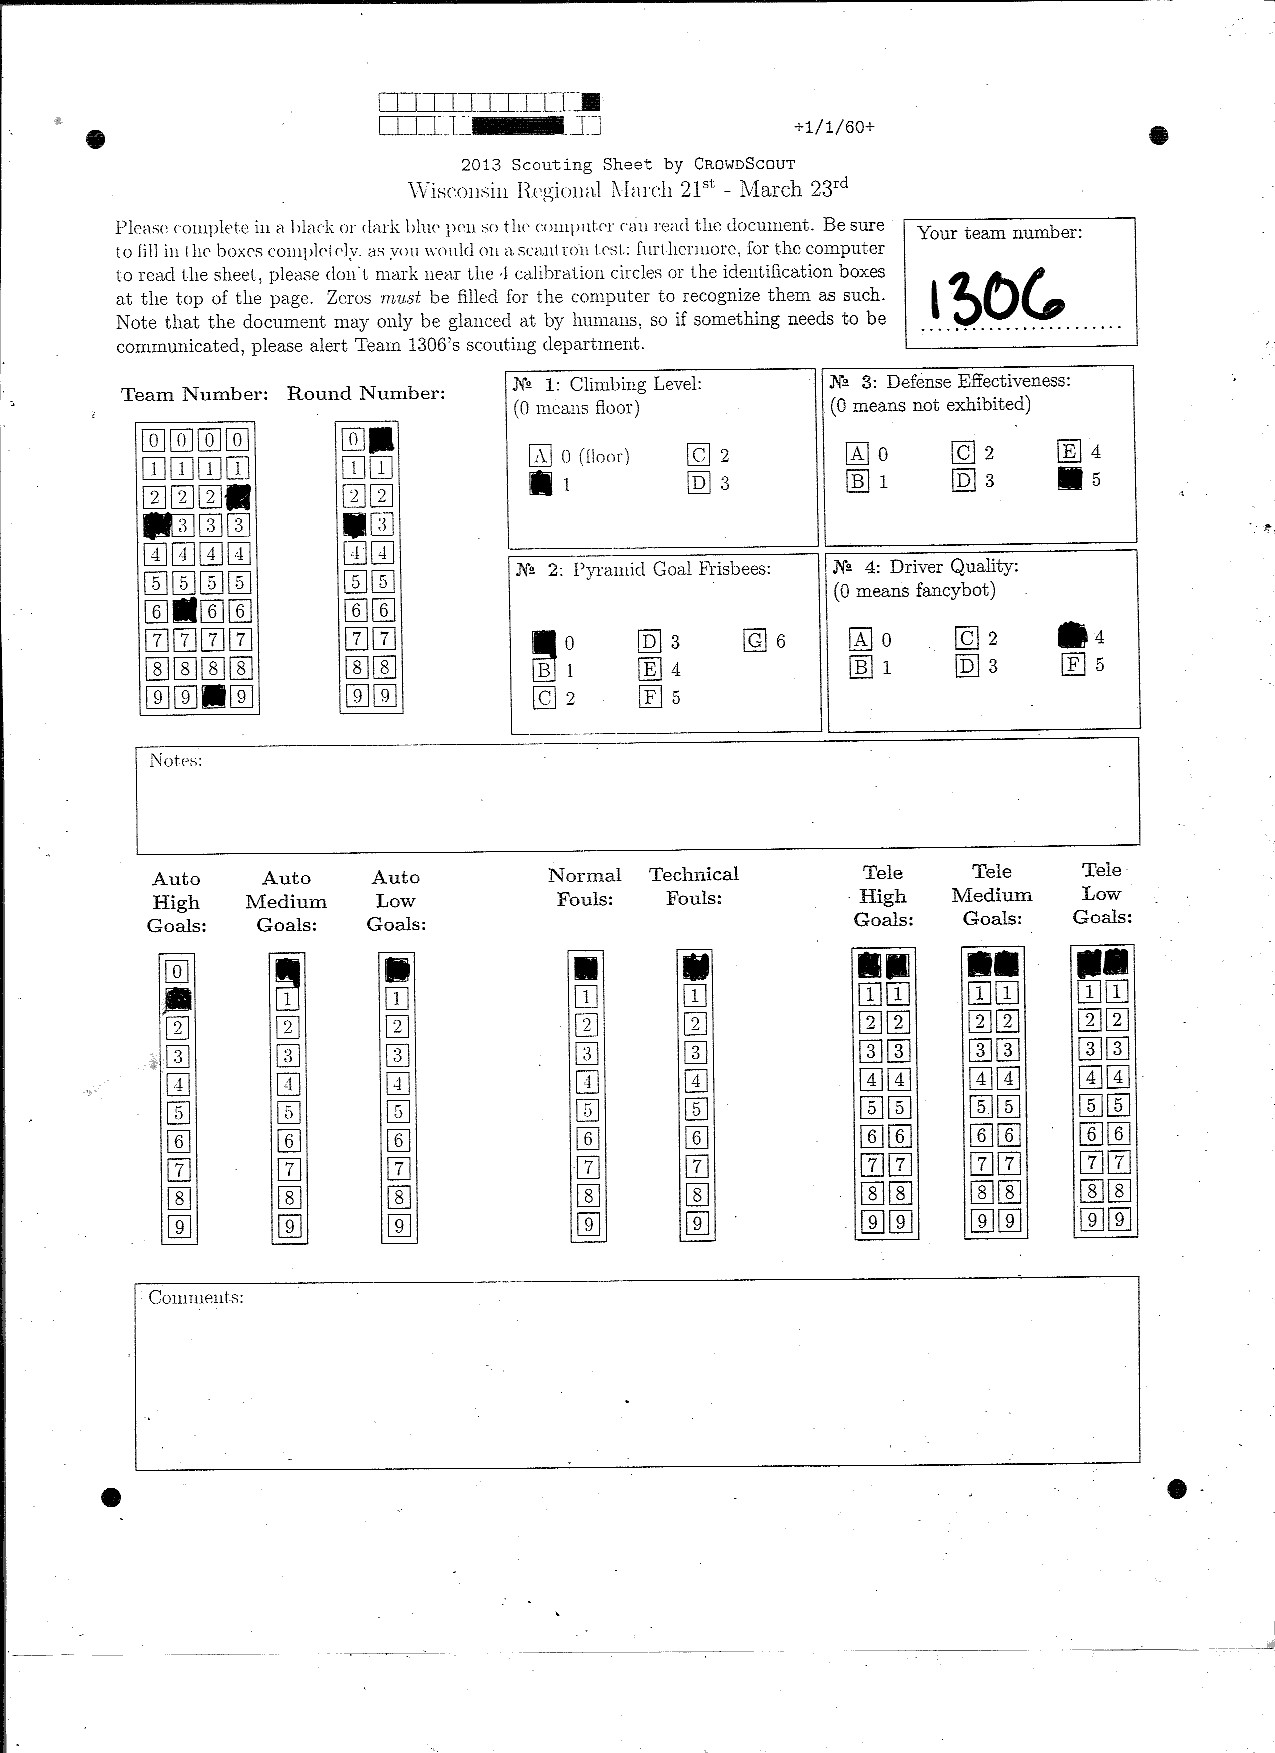 +1/1/60+
2013 Scouting Sheet by CROWDSCOUT
Wisconsin Regional March 21st - March 23rd
Please complete in a black or dark blue pen so the computer can read the document. Be sure
to fill in the boxes completely, as you would on a scantron test; furthermore, for the computer
to read the sheet, please don't mark near the 4 calibration circles or the identification boxes
at the top of the page. Zeros must be filled for the computer to recognize them as such.
Note that the document may only be glanced at by humans, so if something needs to be
communicated, please alert Team 1306's scouting department.
Your team number:
1306
Team Number: Round Number:
0 0 0 0 0
1 1 1 1 1 1
2 2 2 2 2
3 3 3 3
4 4 4 4 4 4
5 5 5 5 5 5
6 6 6 6 6
7 7 7 7 7 7
8 8 8 8 8 8
9 9 9 9 9
№ 1: Climbing Level:
(0 means floor)
A 0 (floor) C 2
1 D 3
№ 3: Defense Effectiveness:
(0 means not exhibited)
A 0 C 2 E 4
B 1 D 3 5
№ 2: Pyramid Goal Frisbees:
0 D 3 G 6
B 1 E 4
C 2 F 5
№ 4: Driver Quality:
(0 means fancybot)
A 0 C 2 4
B 1 D 3 F 5
Notes:
Auto High Goals:
Auto Medium Goals:
Auto Low Goals:
Normal Fouls:
Technical Fouls:
Tele High Goals:
Tele Medium Goals:
Tele Low Goals:
0
1 1 1 1 1 1 1 1 1 1
2 2 2 2 2 2 2 2 2 2 2
3 3 3 3 3 3 3 3 3 3 3
4 4 4 4 4 4 4 4 4 4 4
5 5 5 5 5 5 5 5 5 5 5
6 6 6 6 6 6 6 6 6 6 6
7 7 7 7 7 7 7 7 7 7 7
8 8 8 8 8 8 8 8 8 8 8
9 9 9 9 9 9 9 9 9 9 9
Comments: